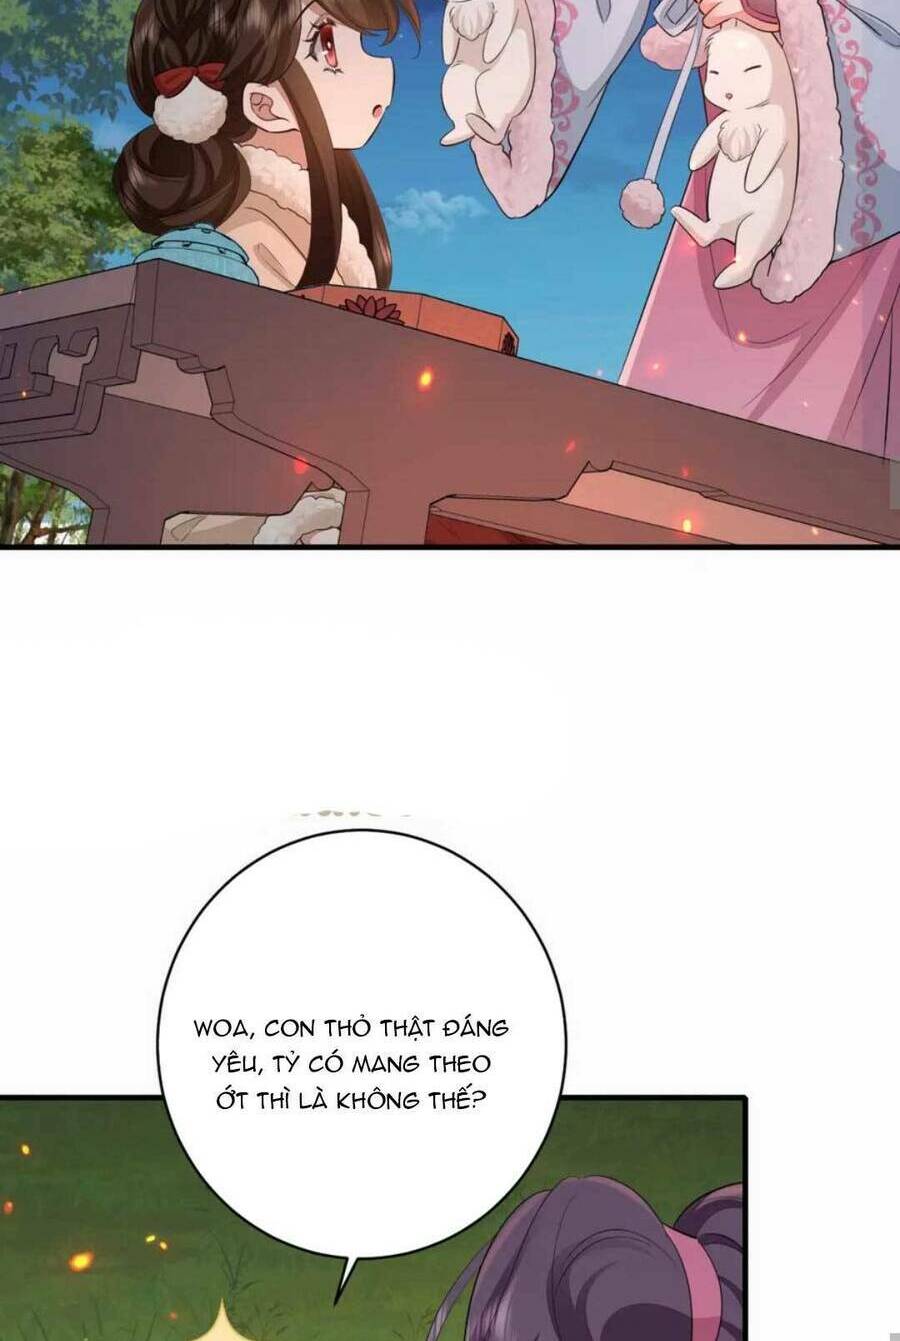 WOA, CON THỎ THẬT ĐÁNG
YÊU, TỶ CÓ MANG THEO
ỚT THÌ LÀ KHÔNG THẾ?